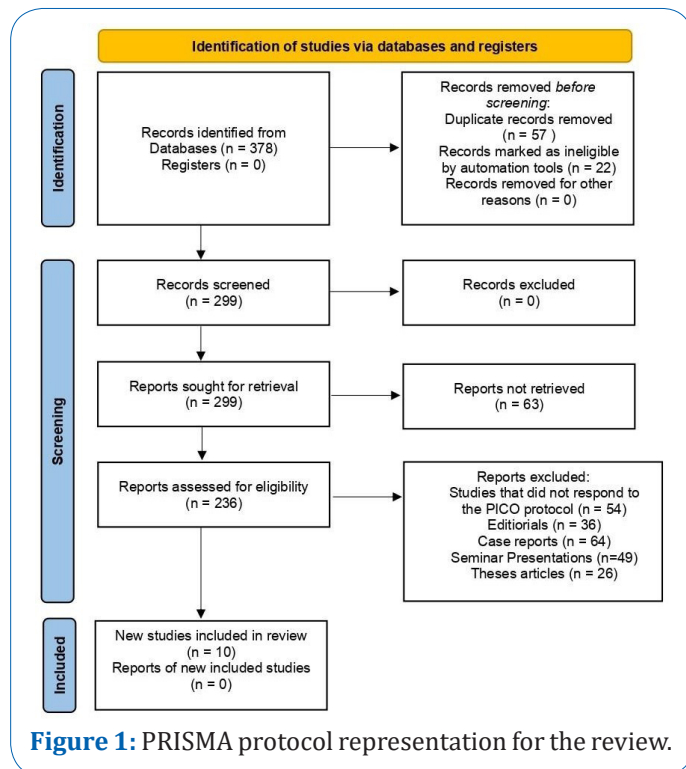 Identification of studies via databases and registers
Identification
Records identified from
Databases (n = 378)
Registers (n = 0)
Records removed before
screening:
Duplicate records removed
(n = 57 )
Records marked as ineligible
by automation tools (n = 22)
Records removed for other
reasons (n = 0)
Screening
Records screened
(n = 299)
Records excluded
(n = 0)
Reports sought for retrieval
(n = 299)
Reports not retrieved
(n = 63)
Reports assessed for eligibility
(n = 236)
Reports excluded:
Studies that did not respond to
the PICO protocol (n = 54)
Editiorials (n = 36)
Case reports (n = 64)
Seminar Presentations (n=49)
Theses articles (n = 26)
Included
New studies included in review
(n = 10)
Reports of new included studies
(n = 0)
Figure 1: PRISMA protocol representation for the review.